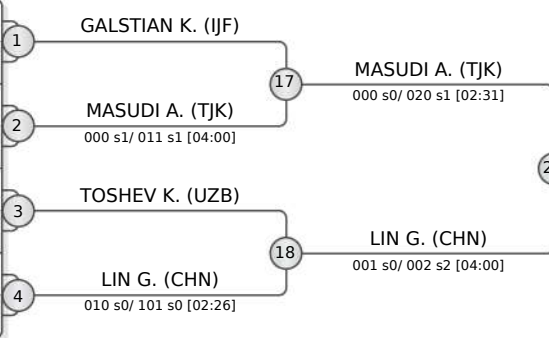 GALSTIAN K. (IJF)
1
17
MASUDI A. (TJK)
000 s0/ 020 s1 [02:31]
MASUDI A. (TJK)
2
000 s1/ 011 s1 [04:00]
TOSHEV K. (UZB)
3
18
LIN G. (CHN)
001 s0/ 002 s2 [04:00]
LIN G. (CHN)
4
010 s0/ 101 s0 [02:26]